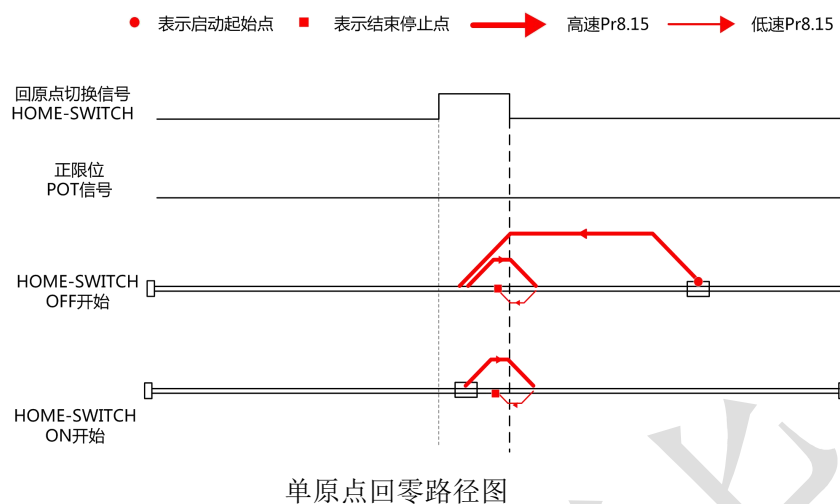 表示启动起始点 表示结束停止点 高速Pr8.15 低速Pr8.15
回原点切换信号
HOME-SWITCH
正限位
POT信号
HOME-SWITCH
OFF开始
HOME-SWITCH
ON开始
单原点回零路径图